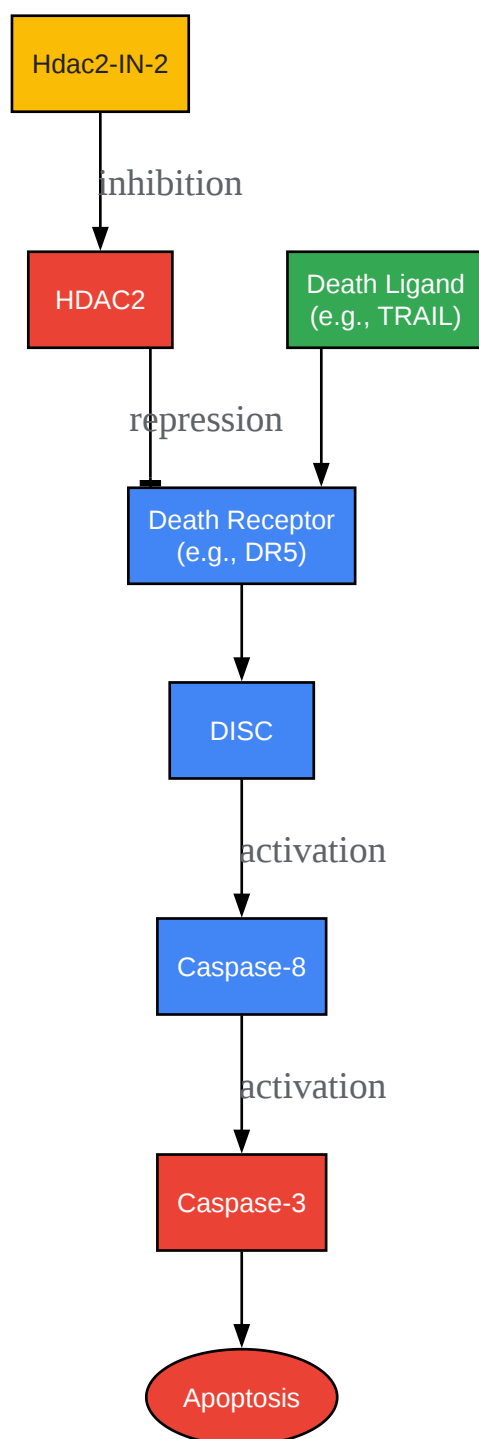 Hdac2-IN-2
inhibition
HDAC2
Death Ligand
(e.g., TRAIL)
repression
Death Receptor
(e.g., DR5)
DISC
activation
Caspase-8
activation
Caspase-3
Apoptosis